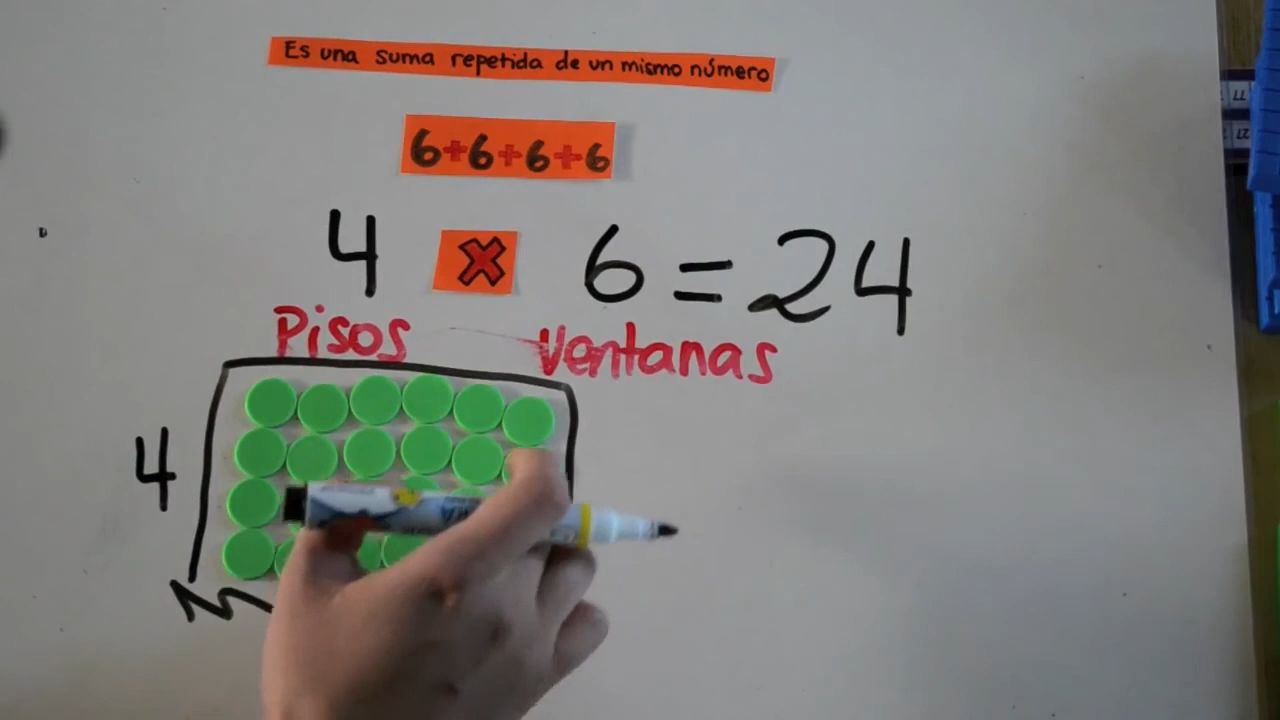 Es una suma repetida de un mismo número
6+6+6+6
4 x 6 = 24
Pisos Ventanas
4